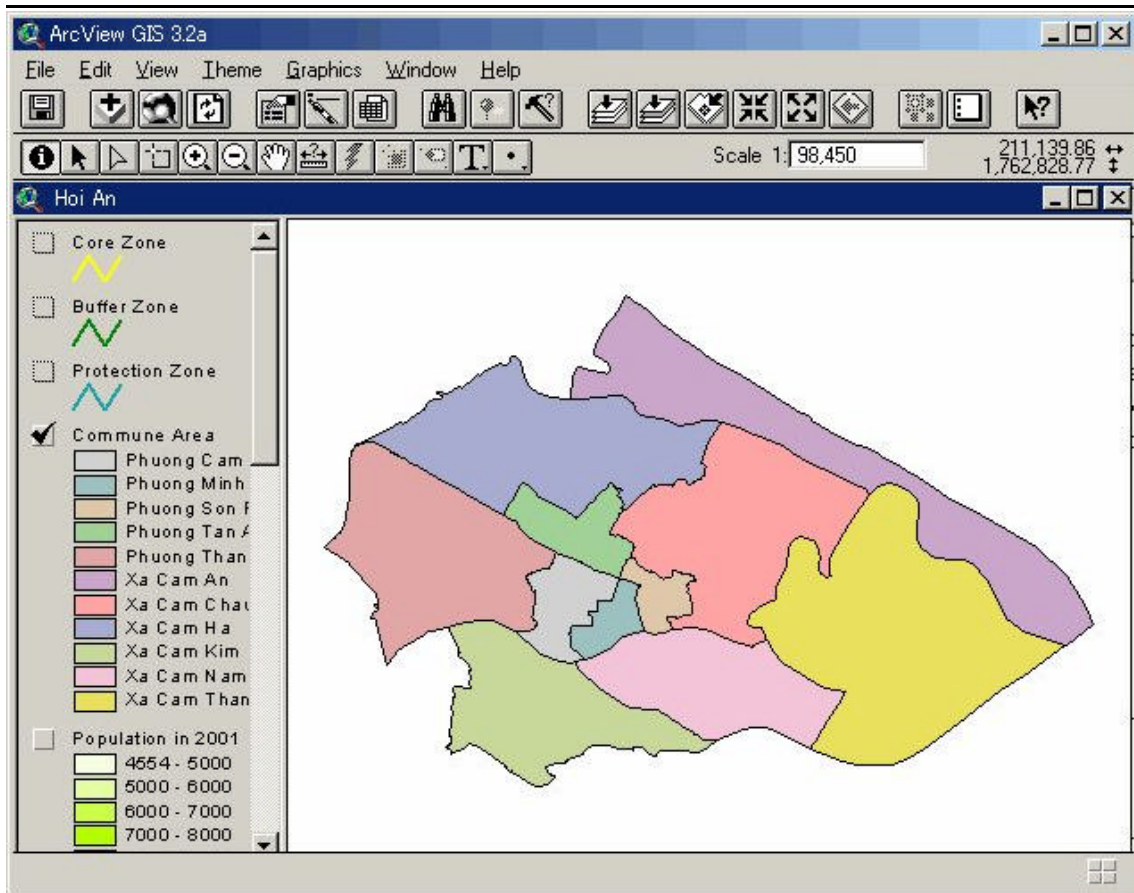 ArcView GIS 3.2a
File Edit View Theme Graphics Window Help
Scale 1: 98,450
211,139.86
1,762,828.77
Hoi An
Core Zone
Buffer Zone
Protection Zone
Commune Area
Phuong Cam
Phuong Minh
Phuong Son
Phuong Tan
Phuong Than
Xa Cam An
Xa Cam Chau
Xa Cam Ha
Xa Cam Kim
Xa Cam Nam
Xa Cam Than
Population in 2001
4554 - 5000
5000 - 6000
6000 - 7000
7000 - 8000